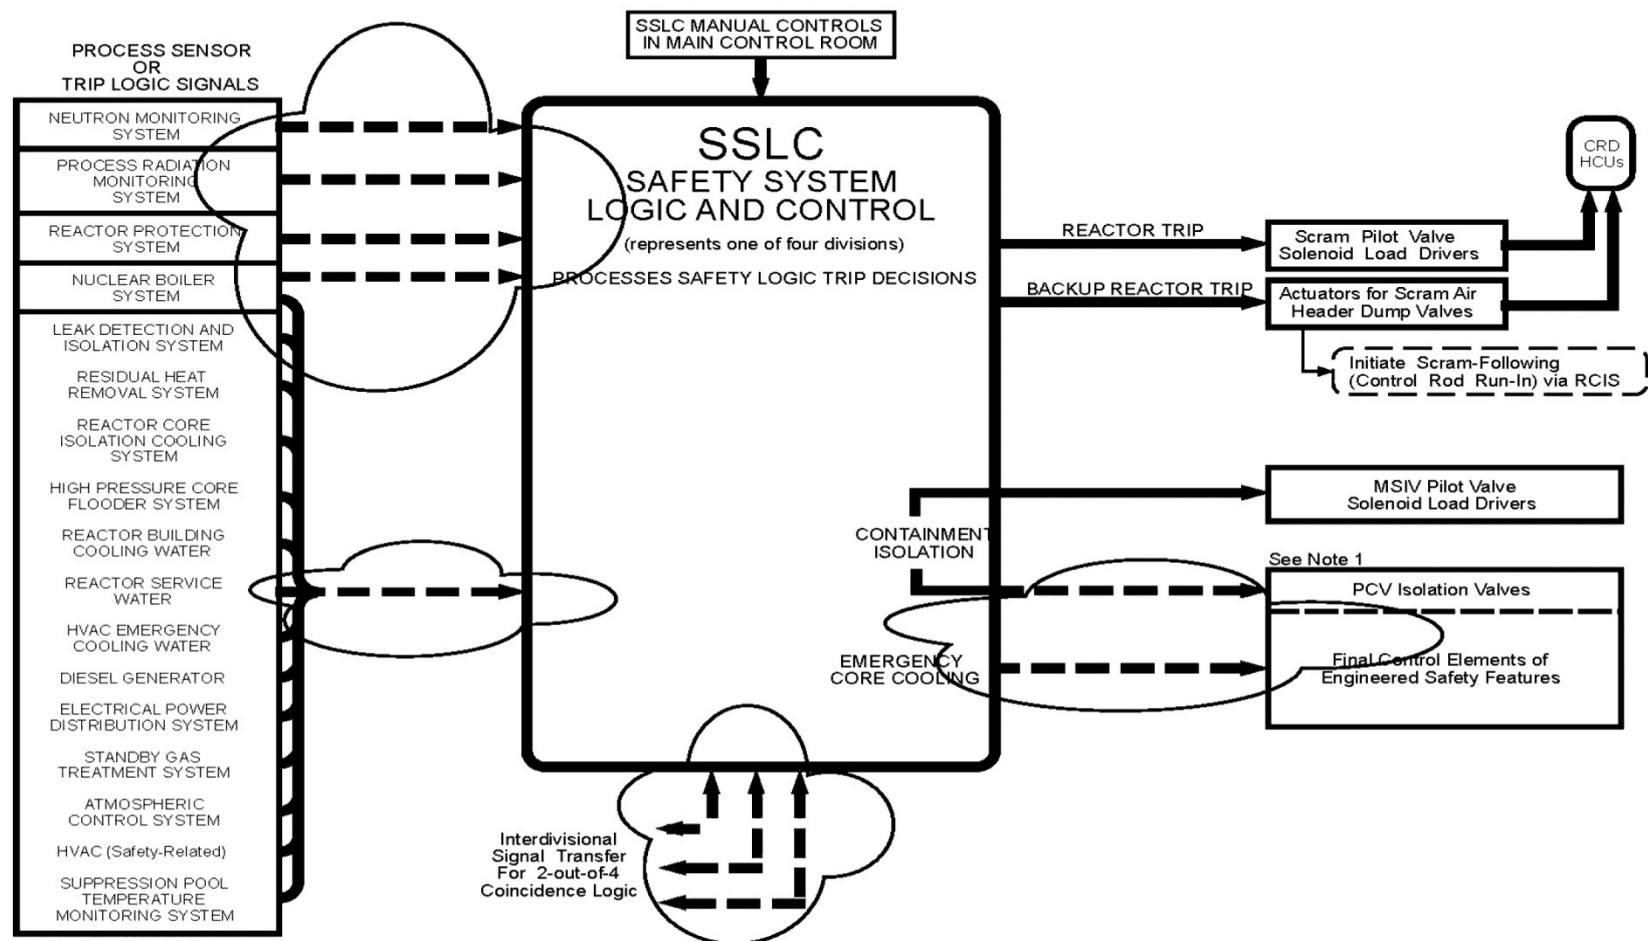 SSLC MANUAL CONTROLS
IN MAIN CONTROL ROOM
PROCESS SENSOR
OR
TRIP LOGIC SIGNALS
NEUTRON MONITORING
SYSTEM
PROCESS RADIATION
MONITORING
SYSTEM
REACTOR PROTECTION
SYSTEM
NUCLEAR BOILER
SYSTEM
LEAK DETECTION AND
ISOLATION SYSTEM
RESIDUAL HEAT
REMOVAL SYSTEM
REACTOR CORE
ISOLATION COOLING
SYSTEM
HIGH PRESSURE CORE
FLOODER SYSTEM
REACTOR BUILDING
COOLING WATER
REACTOR SERVICE
WATER
HVAC EMERGENCY
COOLING WATER
DIESEL GENERATOR
ELECTRICAL POWER
DISTRIBUTION SYSTEM
STANDBY GAS
TREATMENT SYSTEM
ATMOSPHERIC
CONTROL SYSTEM
HVAC (Safety-Related)
SUPPRESSION POOL
TEMPERATURE
MONITORING SYSTEM
SSLC
SAFETY SYSTEM
LOGIC AND CONTROL
(represents one of four divisions)
PROCESSES SAFETY LOGIC TRIP DECISIONS
CONTAINMENT
ISOLATION
EMERGENCY
CORE COOLING
Interdivisional
Signal Transfer
For 2-out-of-4
Coincidence Logic
REACTOR TRIP
BACKUP REACTOR TRIP
CRD
HCUs
Scram Pilot Valve
Solenoid Load Drivers
Actuators for Scram Air
Header Dump Valves
Initiate Scram-Following
(Control Rod Run-In) via RCIS
MSIV Pilot Valve
Solenoid Load Drivers
See Note 1
PCV Isolation Valves
Final Control Elements of
Engineered Safety Features